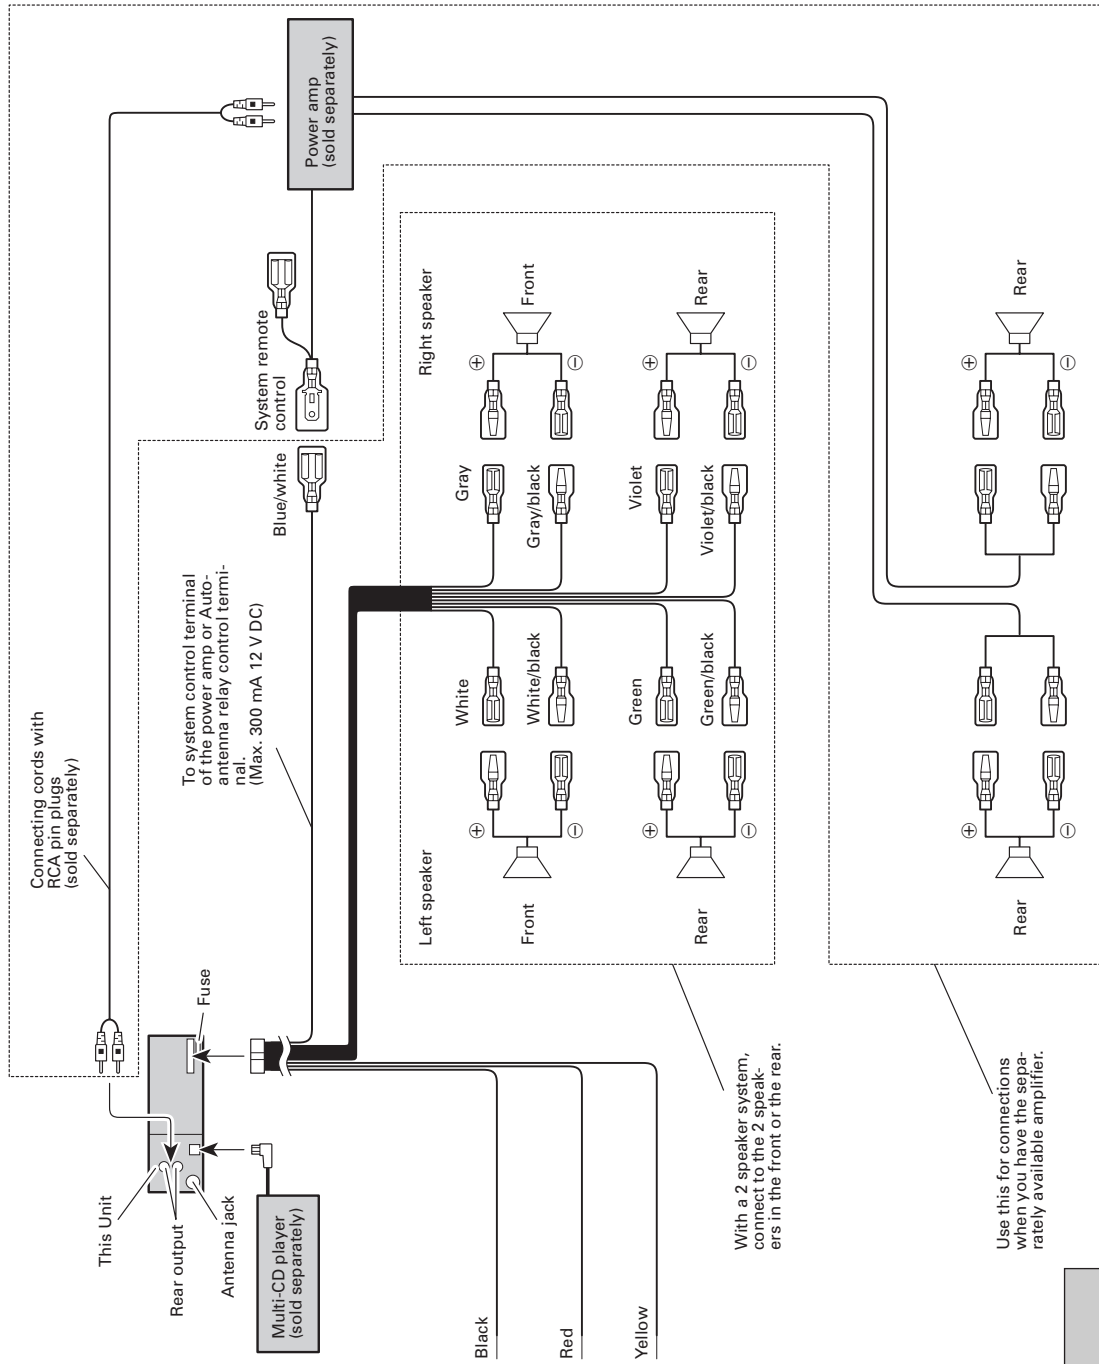 This Unit
Rear output
Antenna jack
Fuse
Multi-CD player
(sold separately)
Connecting cords with
RCA pin plugs
(sold separately)
Power amp
(sold separately)
System remote
control
Blue/white
To system control terminal
of the power amp or Auto-
antenna relay control termi-
nal.
(Max. 300 mA 12 V DC)
Black
Red
Yellow
Left speaker
Right speaker
Front
⊕
⊖
White
White/black
Gray
Gray/black
⊕
⊖
Front
Rear
⊕
⊖
Green
Green/black
Violet
Violet/black
⊕
⊖
Rear
With a 2 speaker system,
connect to the 2 speak-
ers in the front or the rear.
Rear
⊕
⊖
⊕
⊖
Rear
Use this for connections
when you have the sepa-
rately available amplifier.